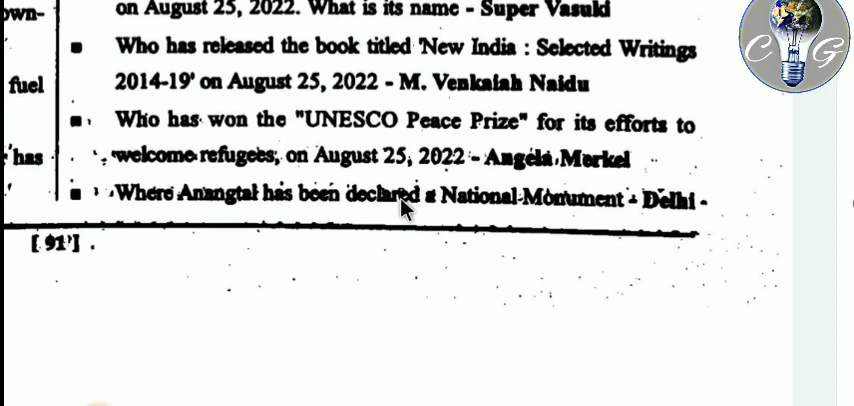 own-
on August 25, 2022. What is its name - Super Vasuki
Who has released the book titled 'New India : Selected Writings
fuel
2014-19' on August 25, 2022 - M. Venkaiah Naidu
Who has won the "UNESCO Peace Prize" for its efforts to
has
welcome refugees, on August 25, 2022 - Angela Merkel
Where Anangtal has been declared a National Monument - Delhi -
[ 91 ]
C G